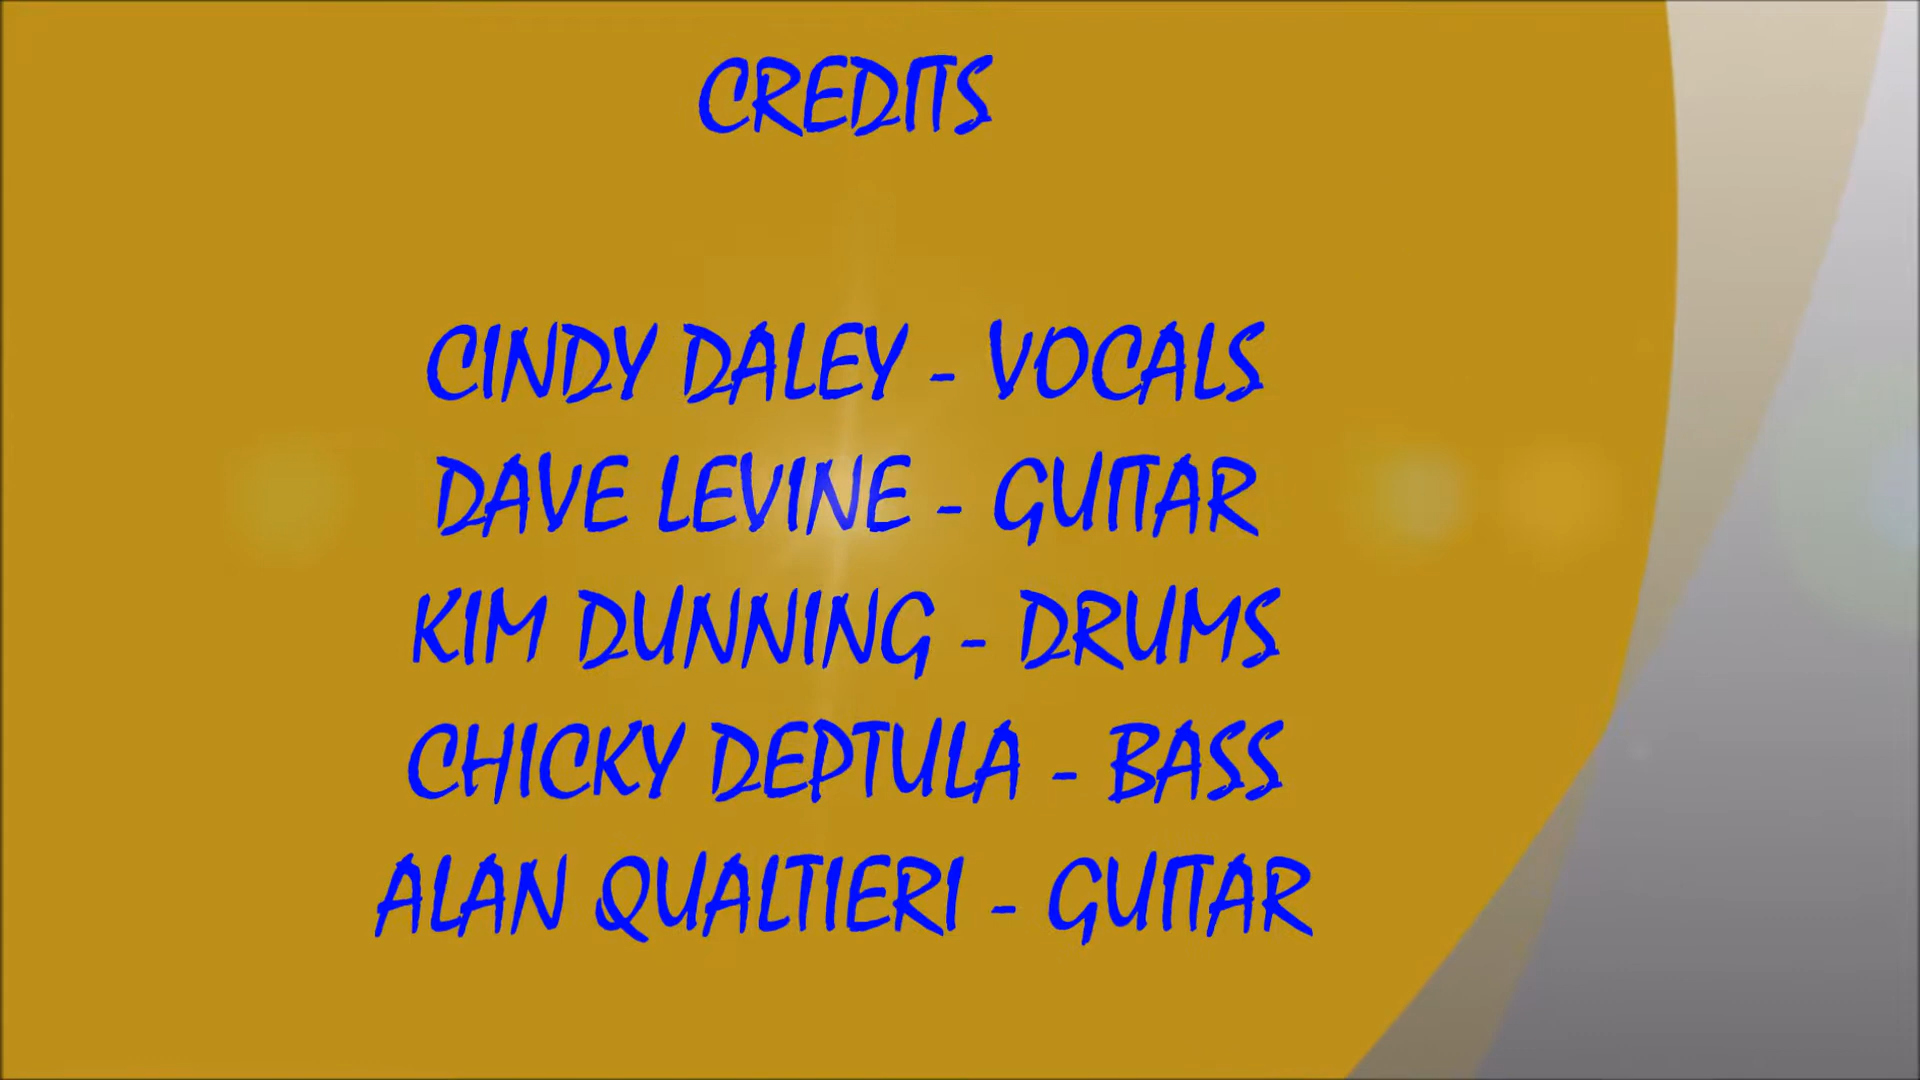 CREDITS
CINDY DALEY - VOCALS
DAVE LEVINE - GUITAR
KIM DUNNING - DRUMS
CHICKY DEPTULA - BASS
ALAN QUALTIERI - GUITAR